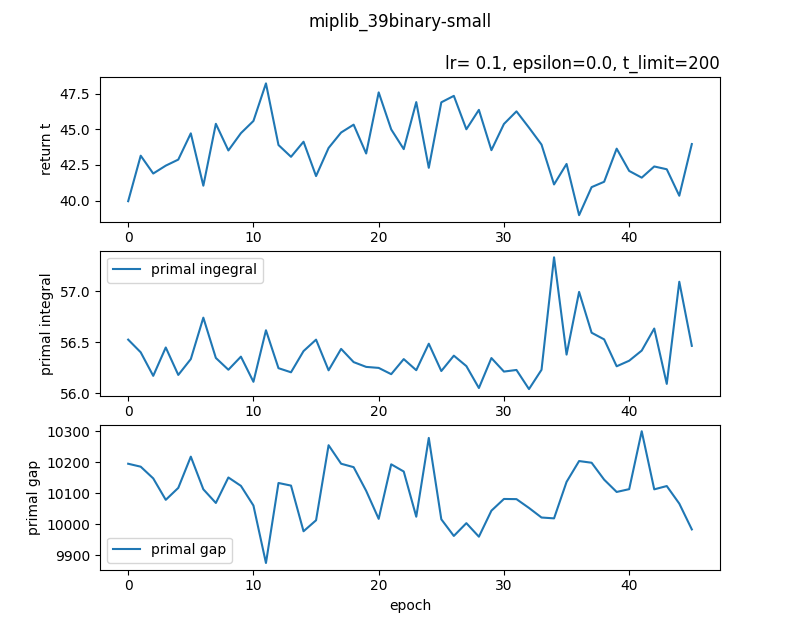 miplib_39binary-small
lr= 0.1, epsilon=0.0, t_limit=200
return t
47.5
45.0
42.5
40.0
0 10 20 30 40
primal integral
primal ingegral
57.0
56.5
56.0
0 10 20 30 40
primal gap
10300
10200
10100
10000
9900
primal gap
0 10 20 30 40
epoch